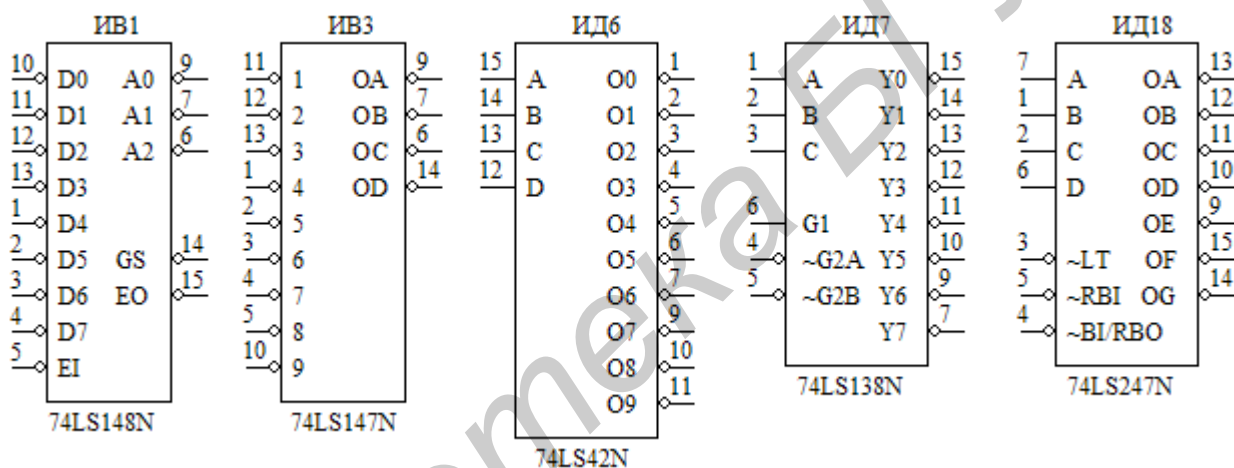 ИВ1
10 D0 A0 9
11 D1 A1 7
12 D2 A2 6
13 D3
1 D4
2 D5 GS 14
3 D6 EO 15
4 D7
5 EI
74LS148N
ИВ3
11 1 OA 9
12 2 OB 7
13 3 OC 6
1 4 OD 14
2 5
3 6
4 7
5 8
10 9
74LS147N
ИД6
15 A O0 1
14 B O1 2
13 C O2 3
12 D O3 4
O4 5
O5 6
O6 7
O7 9
O8 10
O9 11
74LS42N
ИД7
1 A Y0 15
2 B Y1 14
3 C Y2 13
Y3 12
6 G1 Y4 11
4 ~G2A Y5 10
5 ~G2B Y6 9
Y7 7
74LS138N
ИД18
7 A OA 13
1 B OB 12
2 C OC 11
6 D OD 10
OE 9
3 ~LT OF 15
5 ~RBI OG 14
4 ~BI/RBO
74LS247N